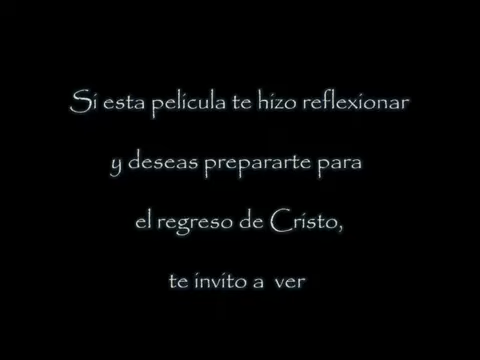 Si esta película te hizo reflexionar
y deseas prepararte para
el regreso de Cristo,
te invito a ver